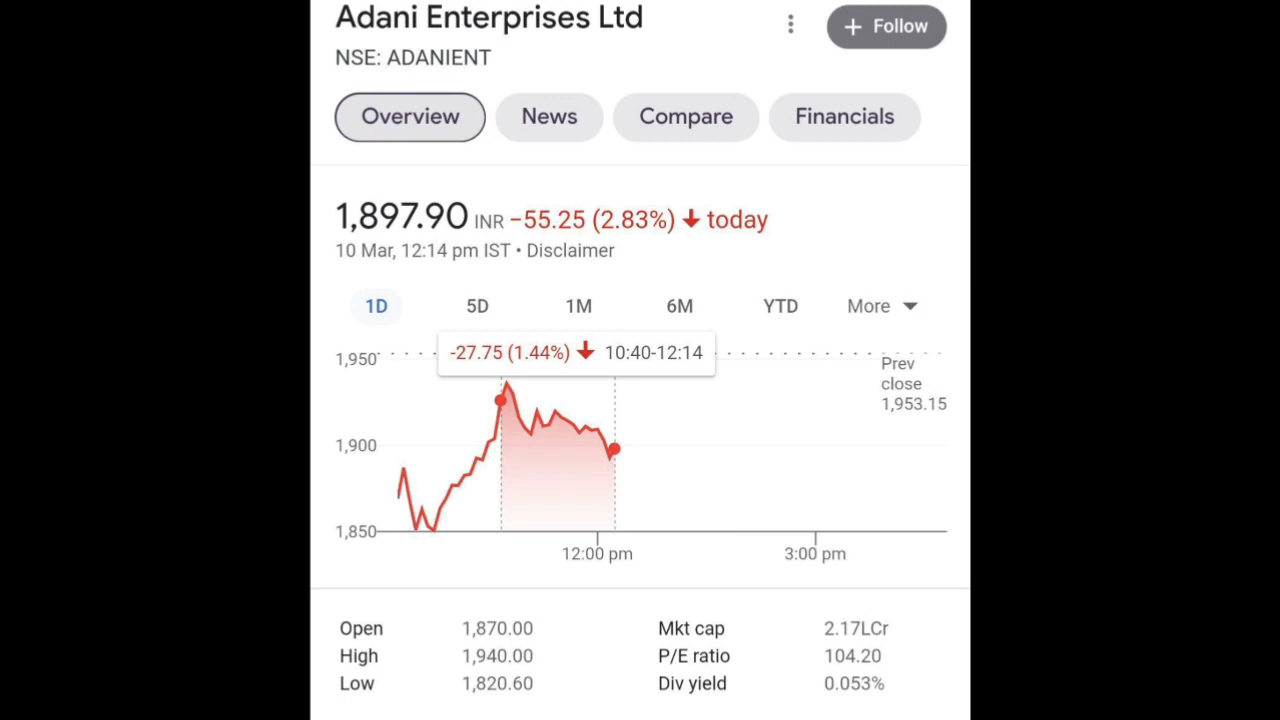 Adani Enterprises Ltd
+ Follow
NSE: ADANIENT
Overview News Compare Financials
1,897.90 INR −55.25 (2.83%) ↓ today
10 Mar, 12:14 pm IST • Disclaimer
1D 5D 1M 6M YTD More
-27.75 (1.44%) ↓ 10:40-12:14
1,950
Prev
close
1,953.15
1,900
1,850
12:00 pm 3:00 pm
Open 1,870.00 Mkt cap 2.17LCr
High 1,940.00 P/E ratio 104.20
Low 1,820.60 Div yield 0.053%